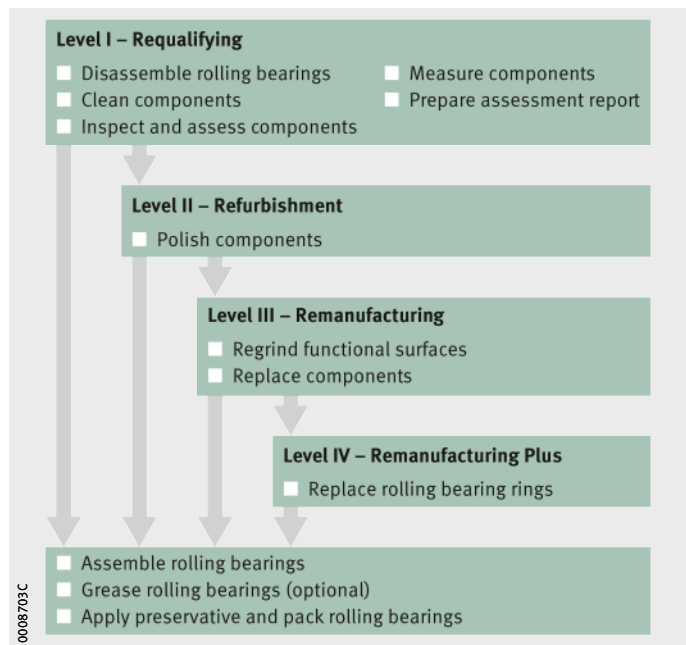 Level I – Requalifying
Disassemble rolling bearings
Clean components
Inspect and assess components
Measure components
Prepare assessment report
Level II – Refurbishment
Polish components
Level III – Remanufacturing
Regrind functional surfaces
Replace components
Level IV – Remanufacturing Plus
Replace rolling bearing rings
Assemble rolling bearings
Grease rolling bearings (optional)
Apply preservative and pack rolling bearings
0008703C